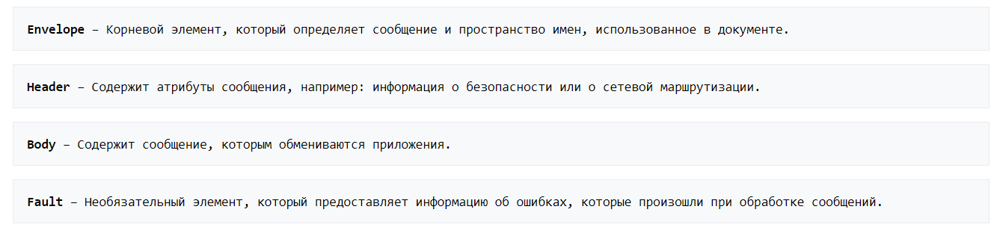 Envelope – Корневой элемент, который определяет сообщение и пространство имен, использованное в документе.
Header – Содержит атрибуты сообщения, например: информация о безопасности или о сетевой маршрутизации.
Body – Содержит сообщение, которым обмениваются приложения.
Fault – Необязательный элемент, который предоставляет информацию об ошибках, которые произошли при обработке сообщений.